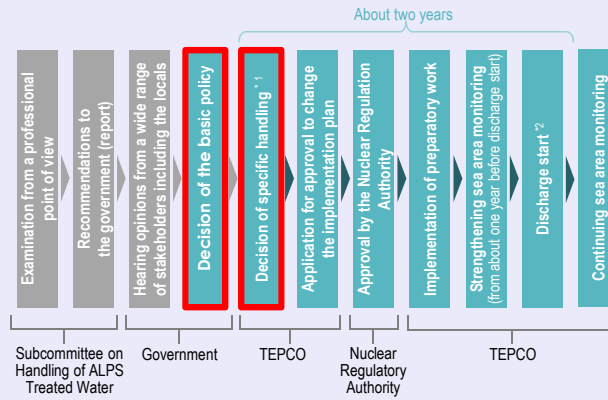 About two years
Examination from a professional
point of view
Recommendations to
the government (report)
Hearing opinions from a wide range
of stakeholders including the locals
Decision of the basic policy
Decision of specific handling *1
Application for approval to change
the implementation plan
Approval by the Nuclear Regulation
Authority
Implementation of preparatory work
Strengthening sea area monitoring
(from about one year before discharge start)
Discharge start *2
Continuing sea area monitoring
Subcommittee on
Handling of ALPS
Treated Water
Government
TEPCO
Nuclear
Regulatory
Authority
TEPCO